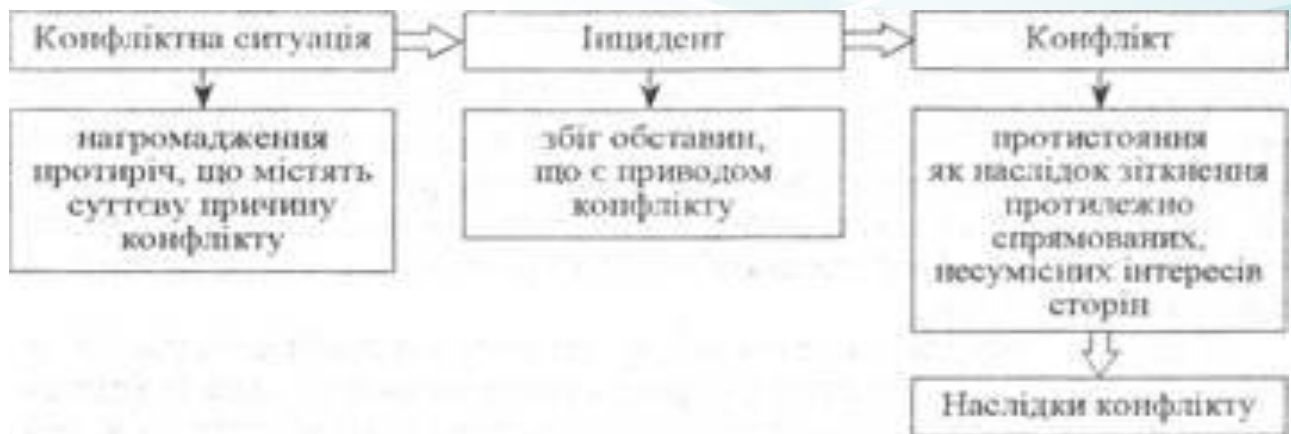 Конфліктна ситуація
Інцидент
Конфлікт
нагромадження
протиріч, що містять
суттєву причину
конфлікту
збіг обставин,
що є приводом
конфлікту
протистояння
як наслідок зіткнення
протилежно
спрямованих,
несумісних інтересів
сторін
Наслідки конфлікту